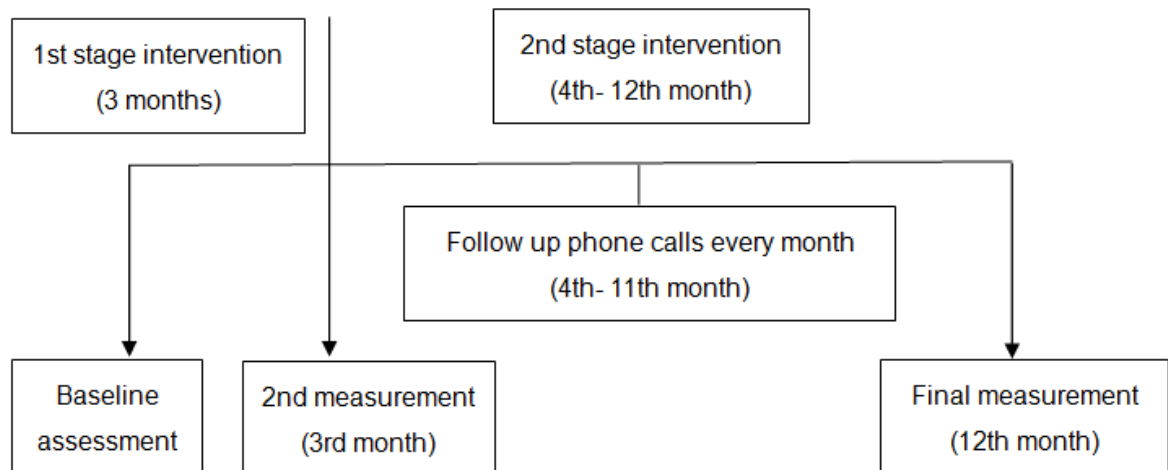 1st stage intervention
(3 months)
2nd stage intervention
(4th- 12th month)
Follow up phone calls every month
(4th- 11th month)
Baseline
assessment
2nd measurement
(3rd month)
Final measurement
(12th month)